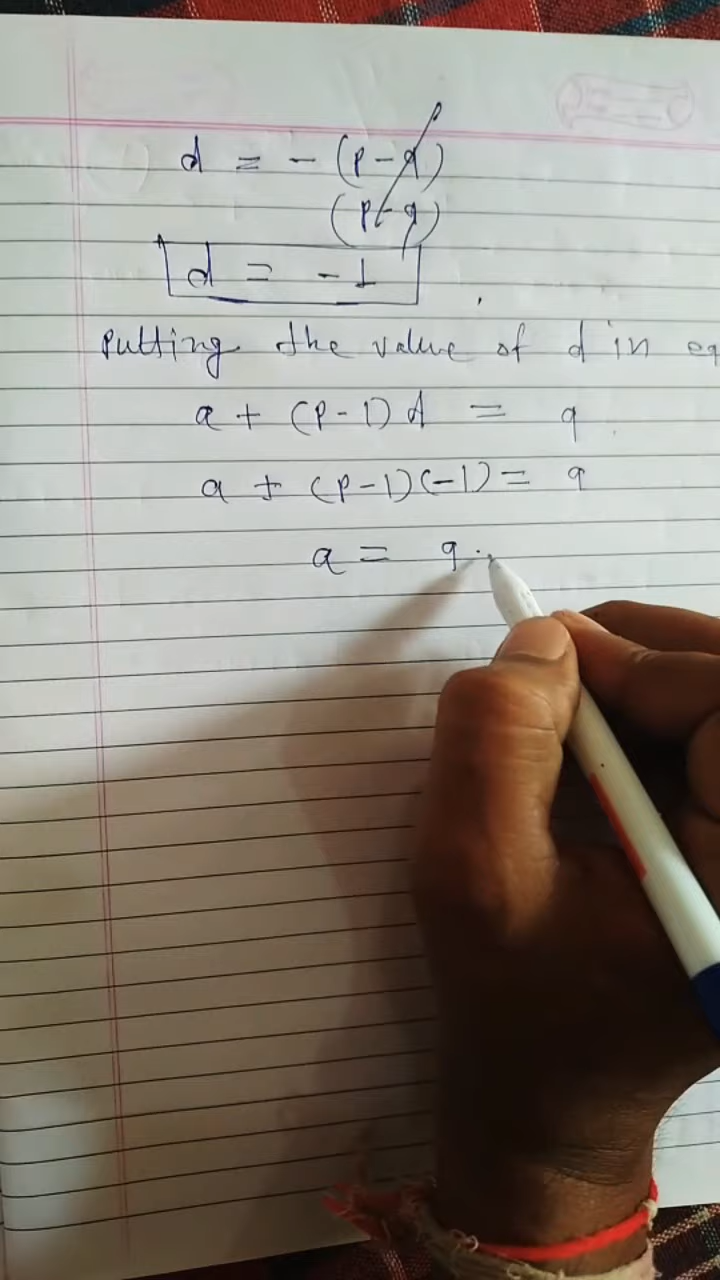 d = - (p-q)
(p-q)
d = -1
Putting the value of d in eq
a + (p-1)d = q
a + (p-1)(-1) = q
a = q